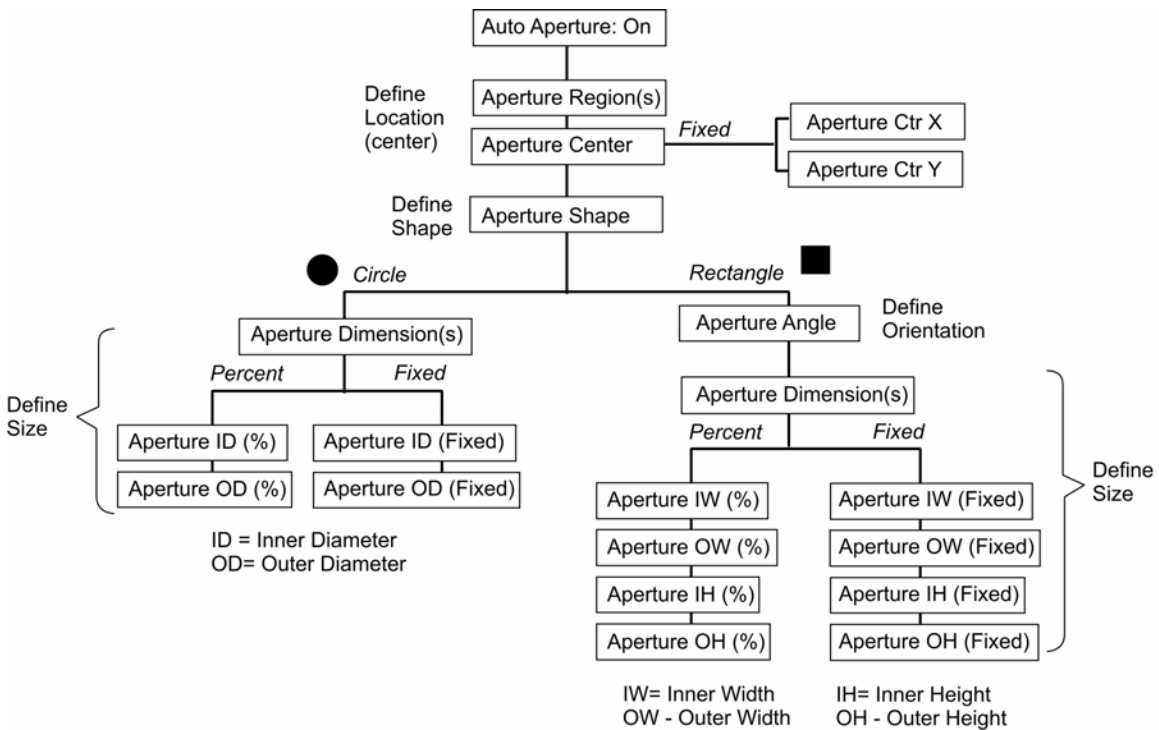 Auto Aperture: On
Define
Location
(center)
Aperture Region(s)
Aperture Center
Fixed
Aperture Ctr X
Aperture Ctr Y
Define
Shape
Aperture Shape
Circle
Rectangle
Aperture Dimension(s)
Aperture Angle
Define
Orientation
Percent
Fixed
Define
Size
Aperture ID (%)
Aperture ID (Fixed)
Aperture OD (%)
Aperture OD (Fixed)
ID = Inner Diameter
OD= Outer Diameter
Aperture Dimension(s)
Percent
Fixed
Define
Size
Aperture IW (%)
Aperture IW (Fixed)
Aperture OW (%)
Aperture OW (Fixed)
Aperture IH (%)
Aperture IH (Fixed)
Aperture OH (%)
Aperture OH (Fixed)
IW= Inner Width
OW - Outer Width
IH= Inner Height
OH - Outer Height